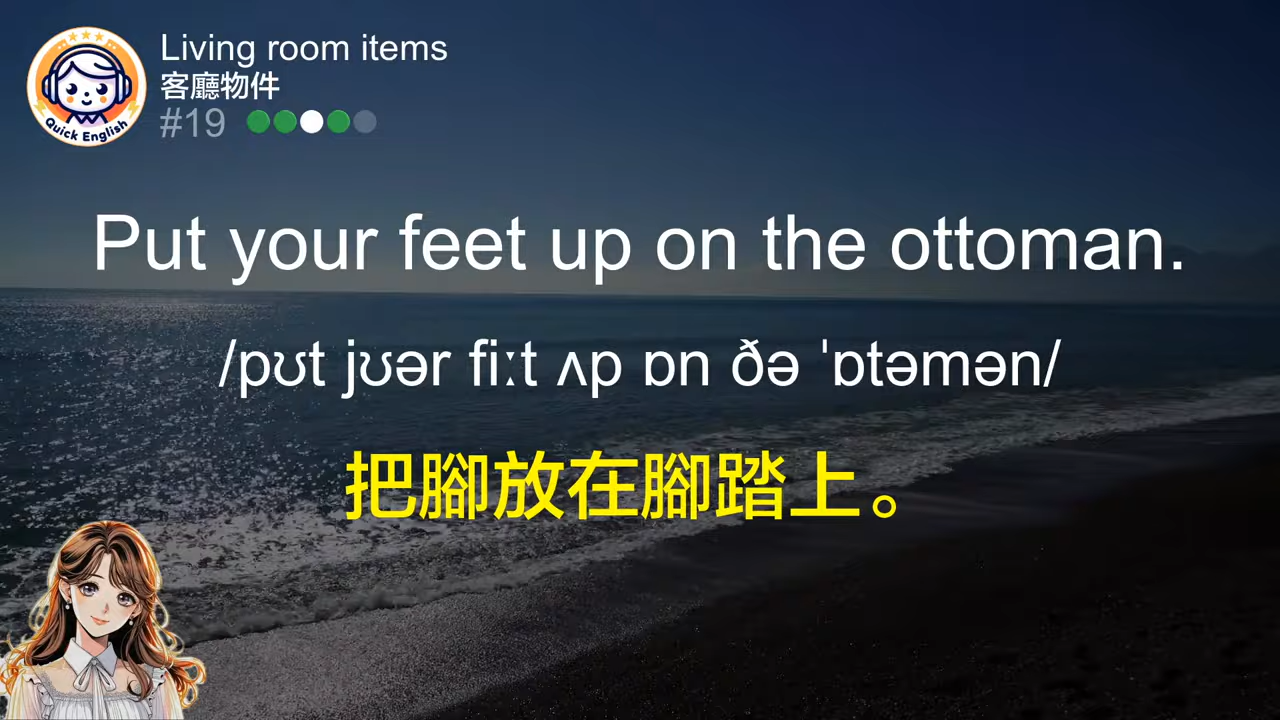 Living room items
客廳物件
#19
Quick English
Put your feet up on the ottoman.
/pʊt jʊər fiːt ʌp ɒn ðə ˈɒtəmən/
把腳放在腳踏上。